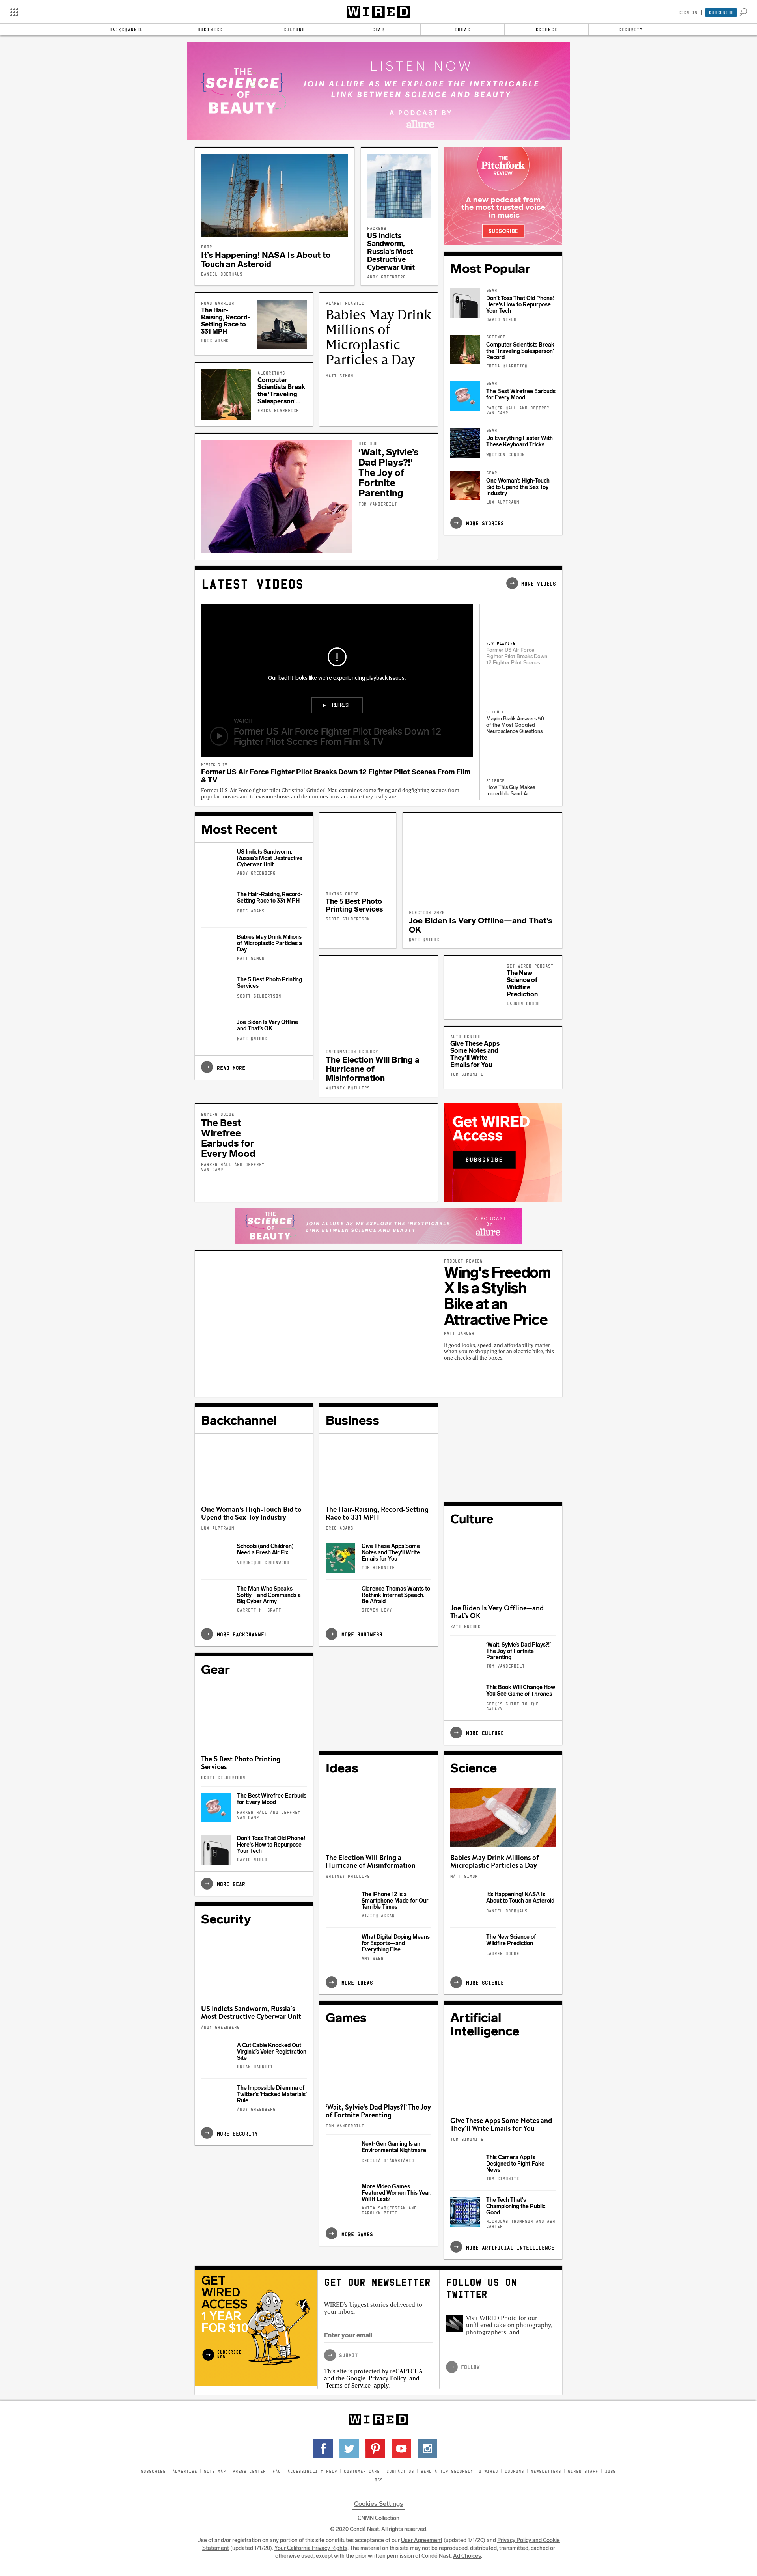 WIRED
SIGN IN
SUBSCRIBE
BACKCHANNEL
BUSINESS
CULTURE
GEAR
IDEAS
SCIENCE
SECURITY
THE
SCIENCE
OF
BEAUTY
LISTEN NOW
JOIN ALLURE AS WE EXPLORE THE INEXTRICABLE
LINK BETWEEN SCIENCE AND BEAUTY
A PODCAST BY
allure
BOOP
It's Happening! NASA Is About to
Launch an Asteroid
DANIEL OBERHAUS
HACKERS
US Indicts
Sandworm,
Russia's Most
Destructive
Cyberwar Unit
ANDY GREENBERG
THE
Pitchfork
REVIEW
A new podcast from
the most trusted voice
in music
SUBSCRIBE
ROAD WARRIOR
The Hair-
Raising, Record-
Setting Race to
331 MPH
ERIC ADAMS
ALGORITHMS
Computer
Scientists Break
the 'Traveling
Salesperson'...
ERICA KLARREICH
PLANET PLASTIC
Babies May Drink
Millions of
Microplastic
Particles a Day
MATT SIMON
BIG DUB
‘Wait, Sylvie’s
Dad Plays?!’
The Joy of
Fortnite
Parenting
TOM VANDERBILT
Most Popular
GEAR
Don't Toss That Old Phone!
Here's How to Repurpose
Your Tech
DAVID NIELD
SCIENCE
Computer Scientists Break
the 'Traveling Salesperson'
Record
ERICA KLARREICH
GEAR
The Best Wirefree Earbuds
for Every Mood
PARKER HALL AND JEFFREY
VAN CAMP
GEAR
Do Everything Faster With
These Keyboard Tricks
WHITSON GORDON
GEAR
One Woman's High-Touch
Bid to Upend the Sex-Toy
Industry
LUX ALPTRAUM
MORE STORIES
LATEST VIDEOS
MORE VIDEOS
Our bad! It looks like we're experiencing playback issues.
REFRESH
WATCH
Former US Air Force Fighter Pilot Breaks Down 12
Fighter Pilot Scenes From Film & TV
MOVIES & TV
Former US Air Force Fighter Pilot Breaks Down 12 Fighter Pilot Scenes From Film
& TV
Former U.S. Air Force fighter pilot Christine "Grinder" Mau examines some flying and dogfighting scenes from
popular movies and television shows and determines how accurate they really are.
NOW PLAYING
Former US Air Force
Fighter Pilot Breaks Down
12 Fighter Pilot Scenes...
SCIENCE
Mayim Bialik Answers 50
of the Most Googled
Neuroscience Questions
SCIENCE
How This Guy Makes
Incredible Sand Art
Most Recent
US Indicts Sandworm,
Russia's Most Destructive
Cyberwar Unit
ANDY GREENBERG
The Hair-Raising, Record-
Setting Race to 331 MPH
ERIC ADAMS
Babies May Drink Millions
of Microplastic Particles a
Day
MATT SIMON
The 5 Best Photo Printing
Services
SCOTT GILBERTSON
Joe Biden Is Very Offline—
and That's OK
KATE KNIBBS
READ MORE
BUYING GUIDE
The 5 Best Photo
Printing Services
SCOTT GILBERTSON
ELECTION 2020
Joe Biden Is Very Offline—and That's
OK
KATE KNIBBS
INFORMATION ECOLOGY
The Election Will Bring a
Hurricane of
Misinformation
WHITNEY PHILLIPS
GET WIRED PODCAST
The New
Science of
Wildfire
Prediction
LAUREN GOODE
AUTO-SCRIBE
Give These Apps
Some Notes and
They'll Write
Emails for You
TOM SIMONITE
BUYING GUIDE
The Best
Wirefree
Earbuds for
Every Mood
PARKER HALL AND JEFFREY
VAN CAMP
Get WIRED
Access
SUBSCRIBE
THE
SCIENCE
OF
BEAUTY
JOIN ALLURE AS WE EXPLORE THE INEXTRICABLE
LINK BETWEEN SCIENCE AND BEAUTY
A PODCAST
BY
allure
PRODUCT REVIEW
Wing's Freedom
X Is a Stylish
Bike at an
Attractive Price
MATT JANCER
If good looks, speed, and affordability matter
when you're shopping for an electric bike, this
one checks all the boxes.
Backchannel
One Woman's High-Touch Bid to
Upend the Sex-Toy Industry
LUX ALPTRAUM
Schools (and Children)
Need a Fresh Air Fix
VERONIQUE GREENWOOD
The Man Who Speaks
Softly—and Commands a
Big Cyber Army
GARRETT M. GRAFF
MORE BACKCHANNEL
Business
The Hair-Raising, Record-Setting
Race to 331 MPH
ERIC ADAMS
Give These Apps Some
Notes and They'll Write
Emails for You
TOM SIMONITE
Clarence Thomas Wants to
Rethink Internet Speech.
Be Afraid
STEVEN LEVY
MORE BUSINESS
Culture
Joe Biden Is Very Offline—and
That's OK
KATE KNIBBS
‘Wait, Sylvie's Dad Plays?!’
The Joy of Fortnite
Parenting
TOM VANDERBILT
This Book Will Change How
You See Game of Thrones
GEEK'S GUIDE TO THE
GALAXY
MORE CULTURE
Gear
The 5 Best Photo Printing
Services
SCOTT GILBERTSON
The Best Wirefree Earbuds
for Every Mood
PARKER HALL AND JEFFREY
VAN CAMP
Don't Toss That Old Phone!
Here's How to Repurpose
Your Tech
DAVID NIELD
MORE GEAR
Ideas
The Election Will Bring a
Hurricane of Misinformation
WHITNEY PHILLIPS
The iPhone 12 Is a
Smartphone Made for Our
Terrible Times
VIJITH ASSAR
What Digital Doping Means
for Esports—and
Everything Else
AMY WEBB
MORE IDEAS
Science
Babies May Drink Millions of
Microplastic Particles a Day
MATT SIMON
It's Happening! NASA Is
About to Touch an Asteroid
DANIEL OBERHAUS
The New Science of
Wildfire Prediction
LAUREN GOODE
MORE SCIENCE
Security
US Indicts Sandworm, Russia's
Most Destructive Cyberwar Unit
ANDY GREENBERG
A Cut Cable Knocked Out
Virginia's Voter Registration
Site
BRIAN BARRETT
The Impossible Dilemma of
Twitter's ‘Hacked Materials’
Rule
ANDY GREENBERG
MORE SECURITY
Games
‘Wait, Sylvie's Dad Plays?!’ The Joy
of Fortnite Parenting
TOM VANDERBILT
Next-Gen Gaming Is an
Environmental Nightmare
CECILIA D'ANASTASIO
More Video Games
Featured Women This Year.
Will It Last?
ANITA SARKEESIAN AND
CAROLYN PETIT
MORE GAMES
Artificial
Intelligence
Give These Apps Some Notes and
They'll Write Emails for You
TOM SIMONITE
This Camera App Is
Designed to Fight Fake
News
TOM SIMONITE
The Tech That's
Championing the Public
Good
NICHOLAS THOMPSON AND ASH
CARTER
MORE ARTIFICIAL INTELLIGENCE
GET
WIRED
ACCESS
1 YEAR
FOR $10
SUBSCRIBE
NOW
GET OUR NEWSLETTER
WIRED's biggest stories delivered to
your inbox.
Enter your email
SUBMIT
This site is protected by reCAPTCHA
and the Google Privacy Policy and
Terms of Service apply.
FOLLOW US ON
TWITTER
Visit WIRED Photo for our
unfiltered take on photography,
photographers, and...
FOLLOW
WIRED
SUBSCRIBE | ADVERTISE | SITE MAP | PRESS CENTER | FAQ | ACCESSIBILITY HELP | CUSTOMER CARE | CONTACT US | SEND A TIP SECURELY TO WIRED | COUPONS | NEWSLETTERS | WIRED STAFF | JOBS |
RSS
Cookies Settings
CNMN Collection
© 2020 Condé Nast. All rights reserved.
Use of and/or registration on any portion of this site constitutes acceptance of our User Agreement (updated 1/1/20) and Privacy Policy and Cookie
Statement (updated 1/1/20). Your California Privacy Rights. The material on this site may not be reproduced, distributed, transmitted, cached or
otherwise used, except with the prior written permission of Condé Nast. Ad Choices.